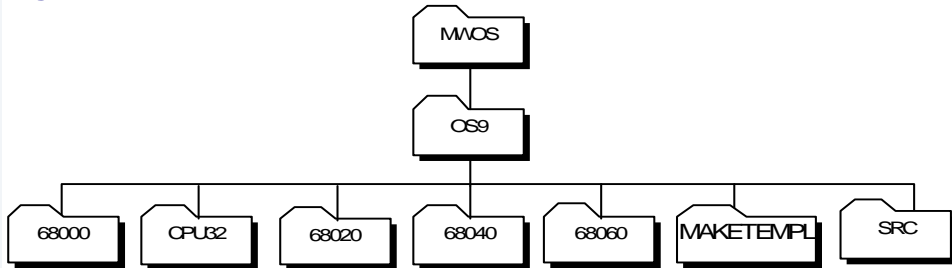 MWOS
OS9
68000
CPU32
68020
68040
68060
MAKETEMPL
SRC